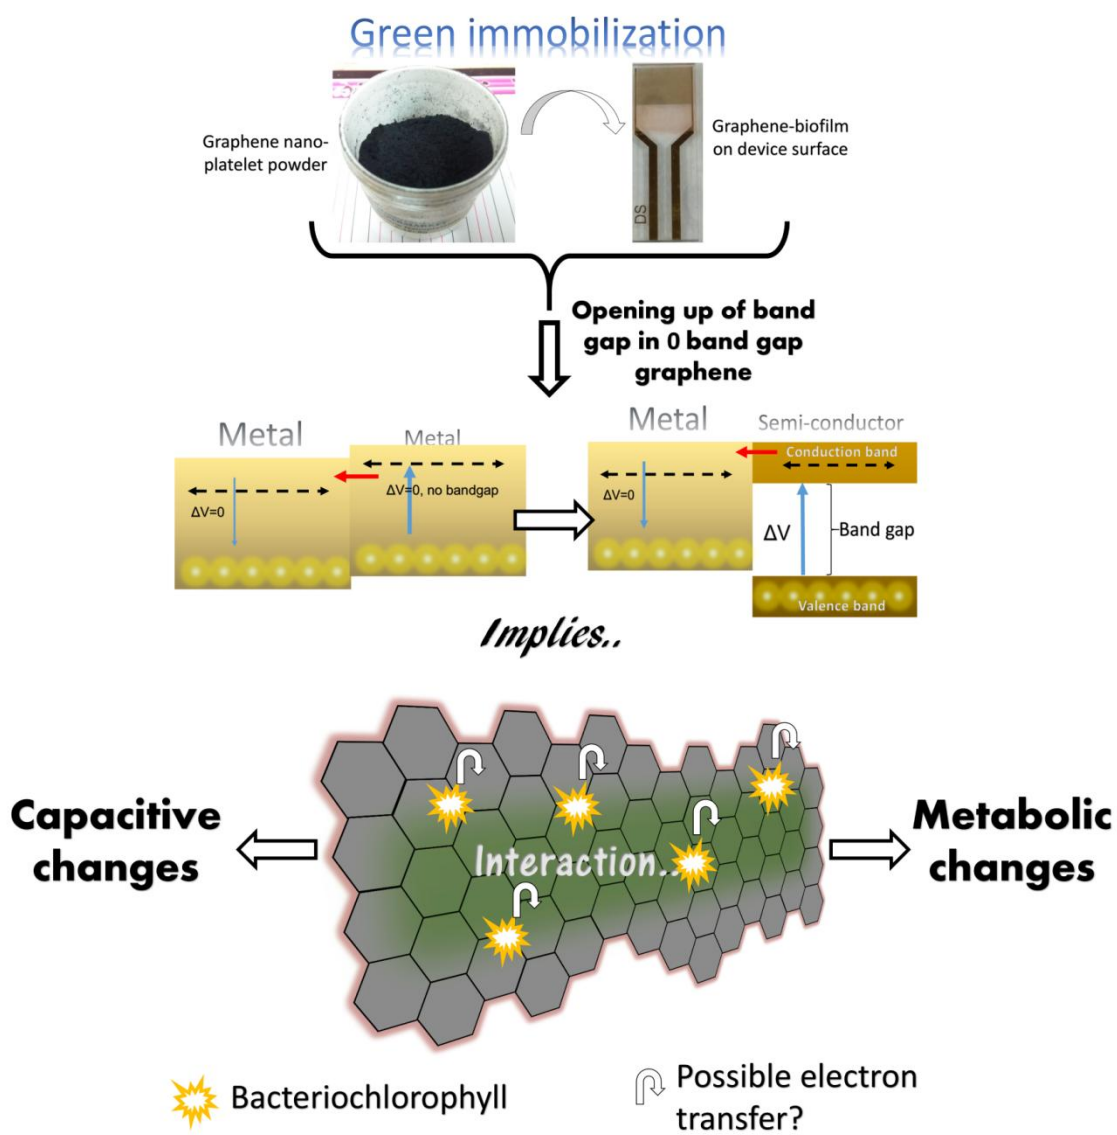 Green immobilization
Graphene nano-
platelet powder
Graphene-biofilm
on device surface
DS
Opening up of band
gap in 0 band gap
graphene
Metal
Metal
Metal
Semi-conductor
Conduction band
ΔV=0
ΔV=0, no bandgap
ΔV=0
ΔV
Band gap
Valence band
Implies..
Capacitive
changes
Interaction..
Metabolic
changes
Bacteriochlorophyll
Possible electron
transfer?